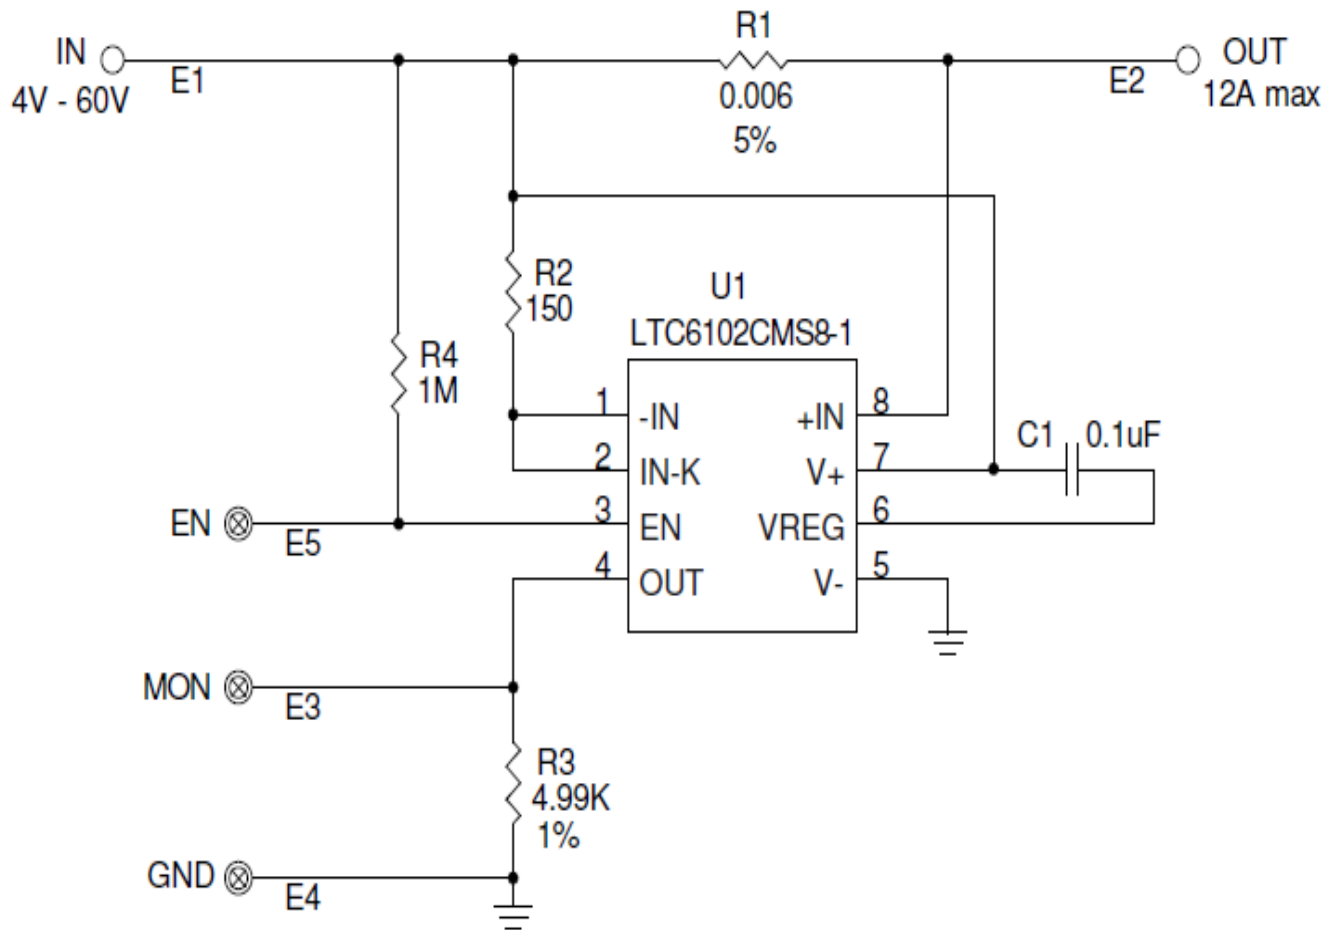 R1
IN
OUT
E1
E2
4V - 60V
0.006
12A max
5%
R2
150
U1
LTC6102CMS8-1
R4
1M
1
-IN
+IN
8
C1
0.1uF
2
IN-K
V+
7
EN
E5
3
EN
VREG
6
4
OUT
V-
5
MON
E3
R3
4.99K
1%
GND
E4